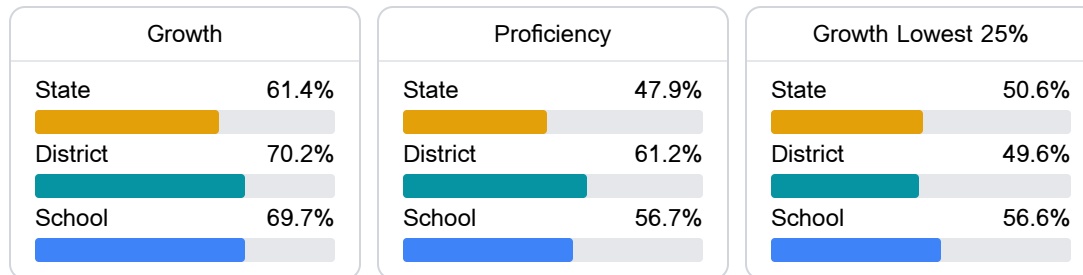 Growth
State 61.4%
District 70.2%
School 69.7%
Proficiency
State 47.9%
District 61.2%
School 56.7%
Growth Lowest 25%
State 50.6%
District 49.6%
School 56.6%